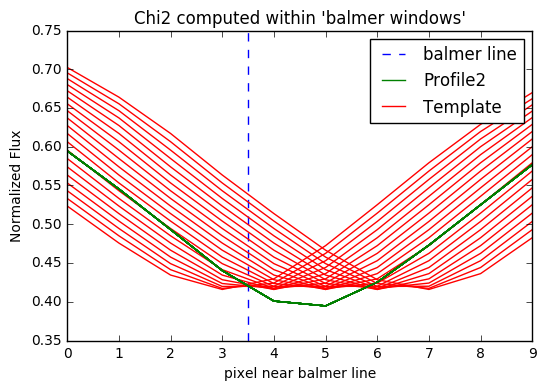 Chi2 computed within 'balmer windows'
0.75
0.70
0.65
0.60
0.55
0.50
0.45
0.40
0.35
Normalized Flux
balmer line
Profile2
Template
0 1 2 3 4 5 6 7 8 9
pixel near balmer line